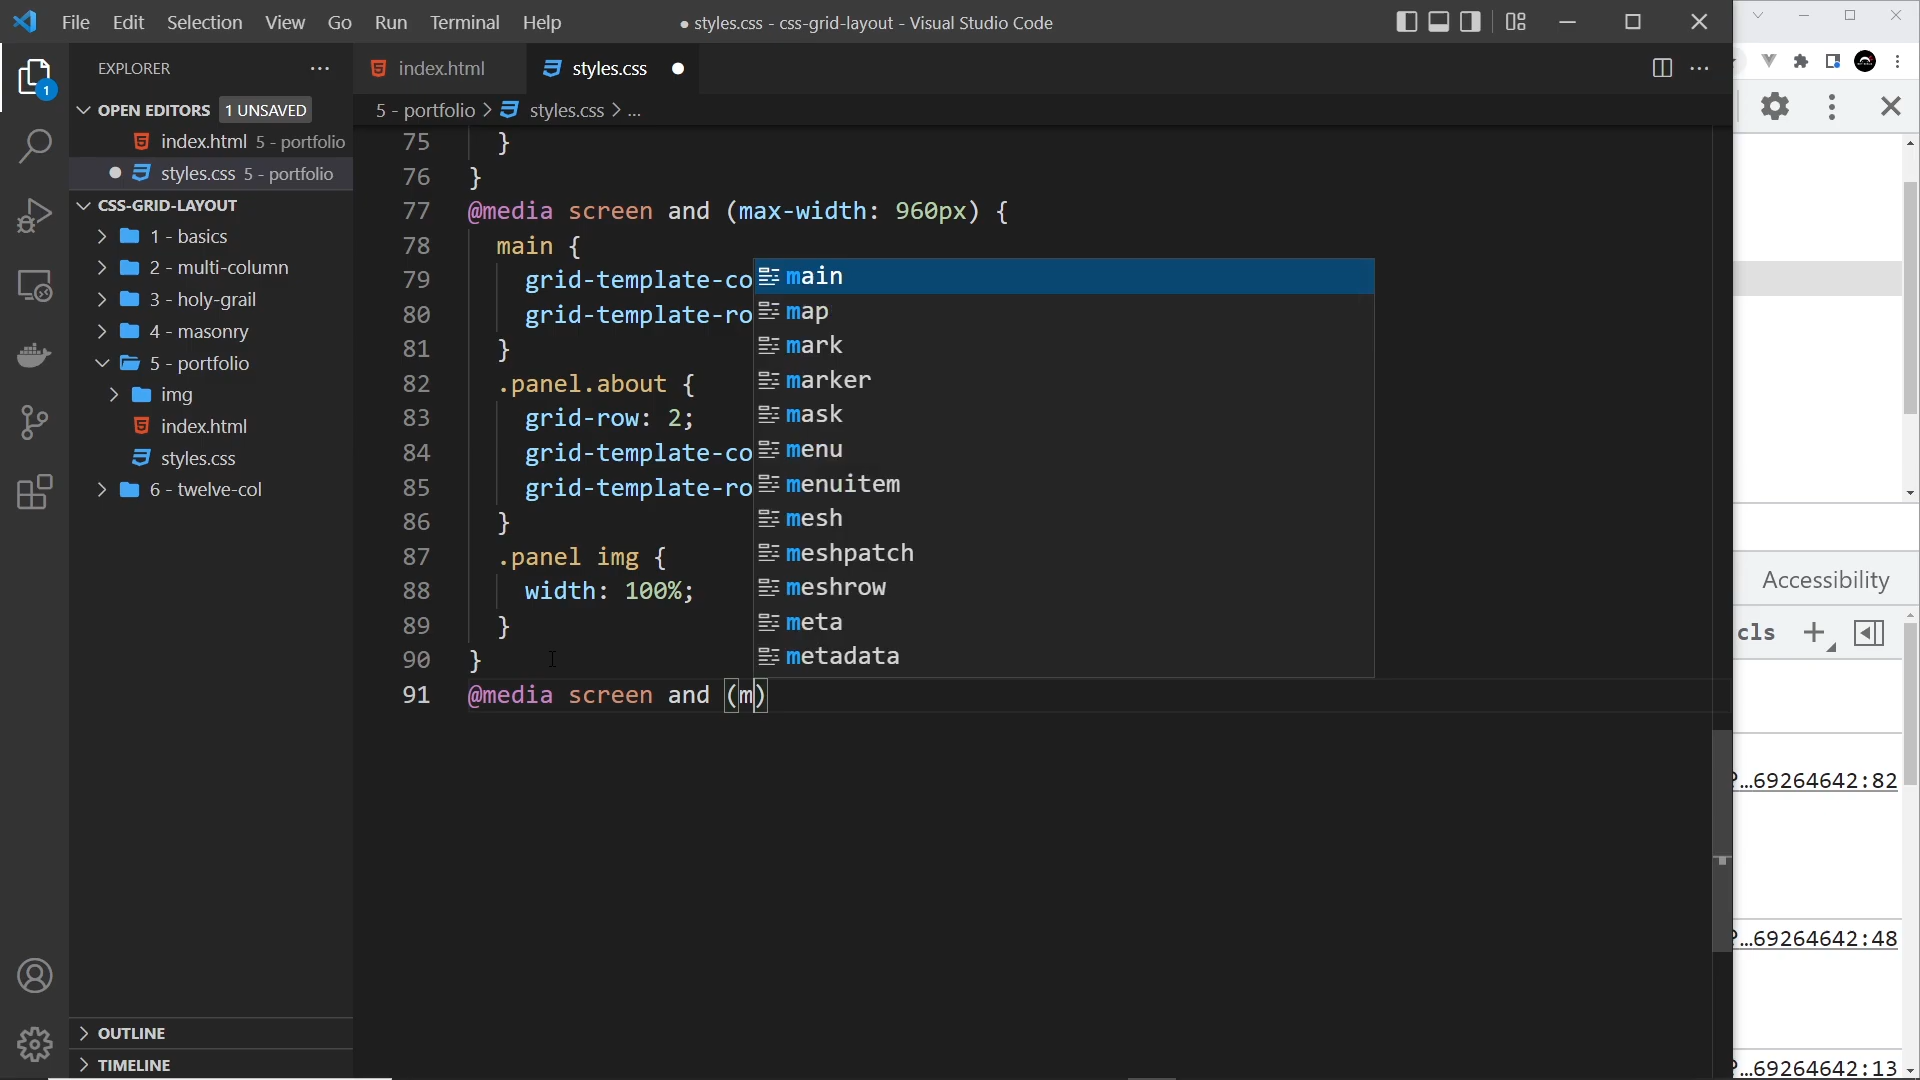 File Edit Selection View Go Run Terminal Help
● styles.css - css-grid-layout - Visual Studio Code
EXPLORER
1
OPEN EDITORS 1 UNSAVED
index.html 5 - portfolio
styles.css 5 - portfolio
CSS-GRID-LAYOUT
1 - basics
2 - multi-column
3 - holy-grail
4 - masonry
5 - portfolio
img
index.html
styles.css
6 - twelve-col
OUTLINE
TIMELINE
index.html
styles.css
5 - portfolio > styles.css > ...
75 }
76 }
77 @media screen and (max-width: 960px) {
78 main {
79 grid-template-co
80 grid-template-ro
81 }
82 .panel.about {
83 grid-row: 2;
84 grid-template-co
85 grid-template-ro
86 }
87 .panel img {
88 width: 100%;
89 }
90 }
91 @media screen and (m)
main
map
mark
marker
mask
menu
menuitem
mesh
meshpatch
meshrow
meta
metadata
Accessibility
cls
…69264642:82
…69264642:48
…69264642:13